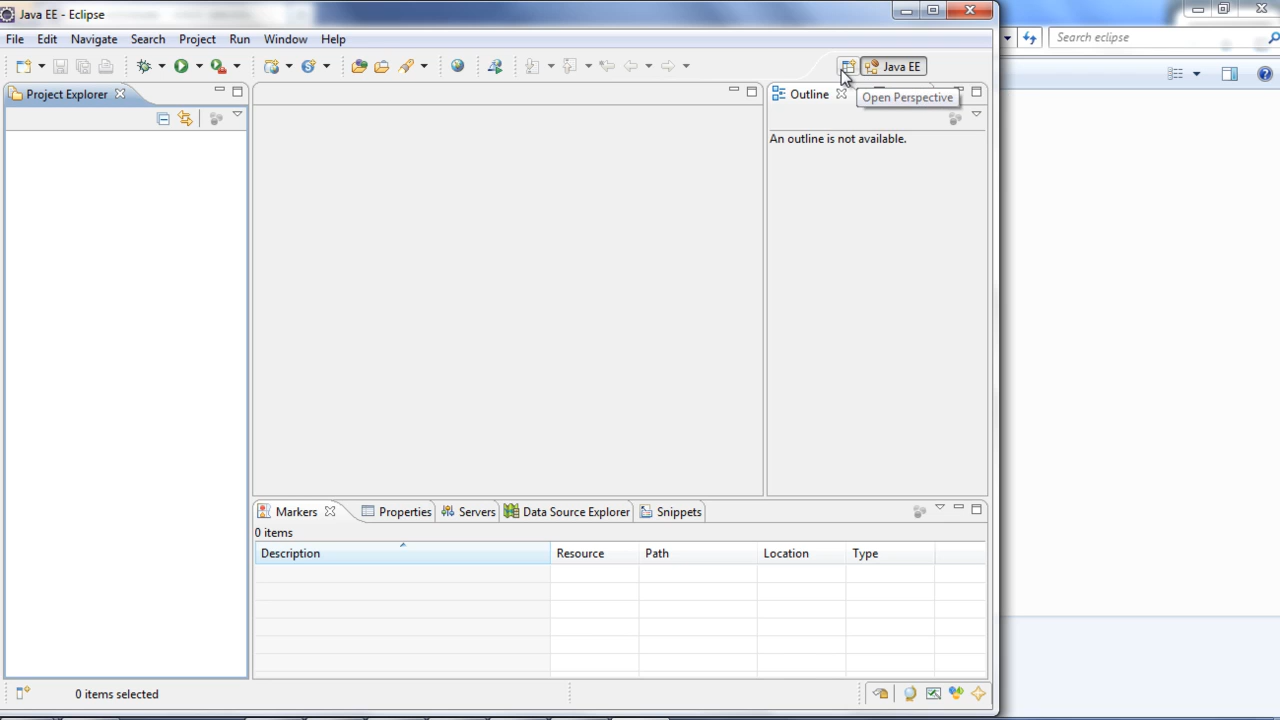 Java EE - Eclipse
Search eclipse
File Edit Navigate Search Project Run Window Help
Java EE
Project Explorer
Outline
Open Perspective
An outline is not available.
Markers Properties Servers Data Source Explorer Snippets
0 items
Description Resource Path Location Type
0 items selected